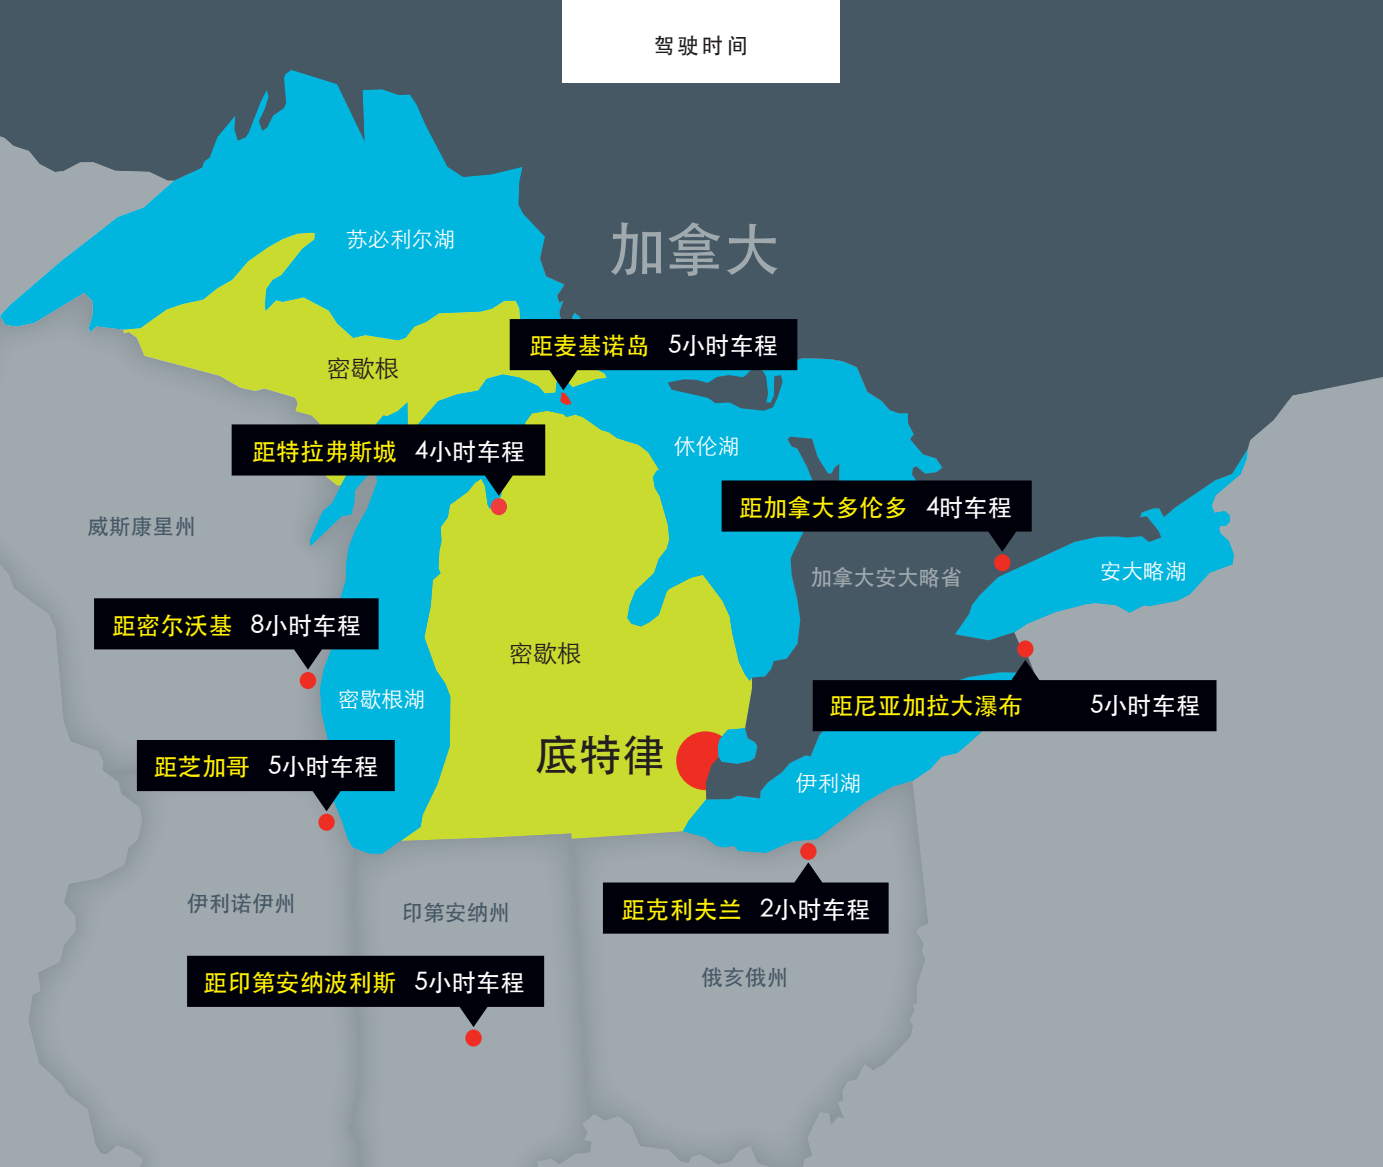 驾驶时间
苏必利尔湖
加拿大
距麦基诺岛 5小时车程
密歇根
距特拉弗斯城 4小时车程
休伦湖
威斯康星州
距加拿大多伦多 4时车程
加拿大安大略省
安大略湖
距密尔沃基 8小时车程
密歇根
密歇根湖
距尼亚加拉大瀑布 5小时车程
底特律
距芝加哥 5小时车程
伊利湖
伊利诺伊州
印第安纳州
距克利夫兰 2小时车程
距印第安纳波利斯 5小时车程
俄亥俄州